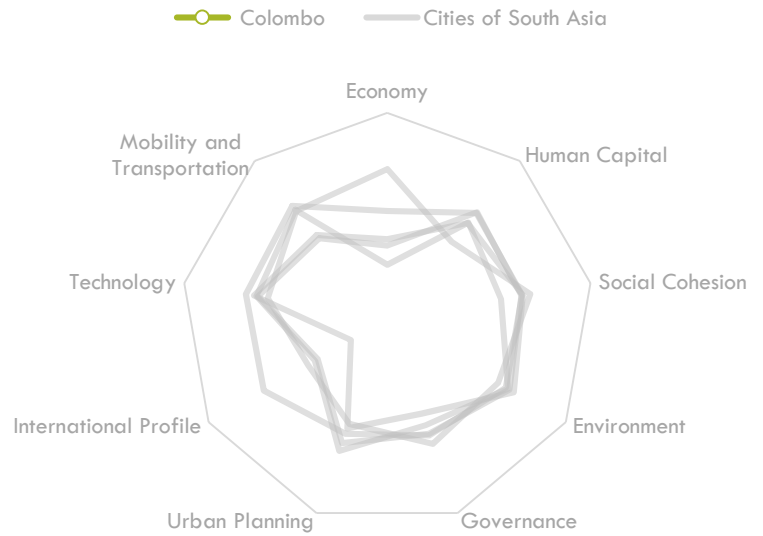 Colombo
Cities of South Asia
Economy
Mobility and
Transportation
Human Capital
Technology
Social Cohesion
International Profile
Environment
Urban Planning
Governance